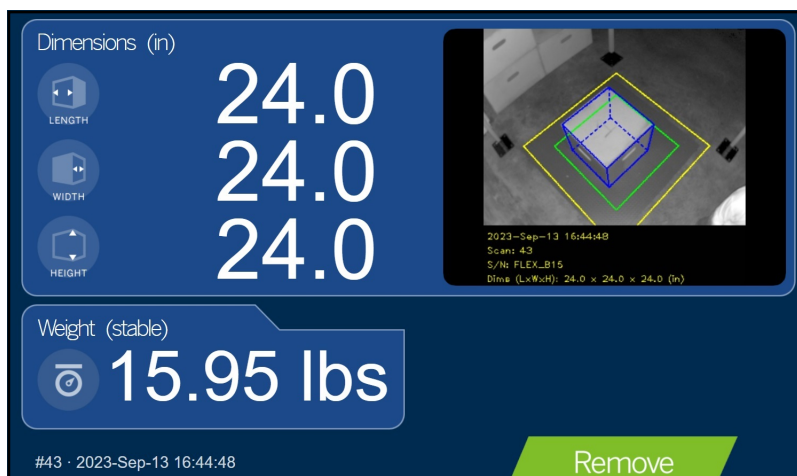 Dimensions (in)
LENGTH
24.0
WIDTH
24.0
HEIGHT
24.0
2023-Sep-13 16:44:48
Scan: 43
S/N: FLEX_B15
Dims (LxWxH): 24.0 x 24.0 x 24.0 (in)
Weight (stable)
15.95 lbs
#43 · 2023-Sep-13 16:44:48
Remove